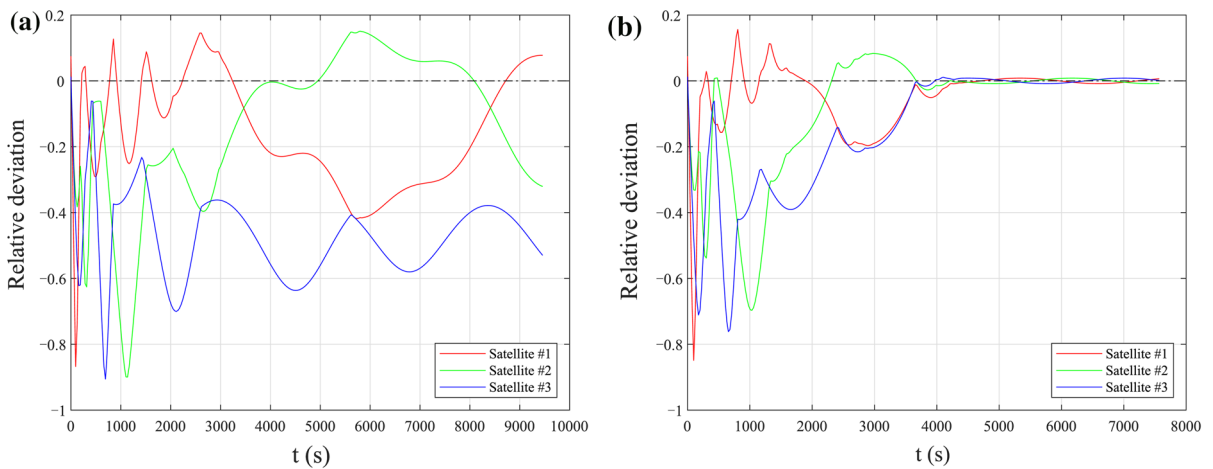 (a)
Relative deviation
0.2
0
−0.2
−0.4
−0.6
−0.8
−1
0 1000 2000 3000 4000 5000 6000 7000 8000 9000 10000
t (s)
Satellite #1
Satellite #2
Satellite #3
(b)
Relative deviation
0.2
0
−0.2
−0.4
−0.6
−0.8
−1
0 1000 2000 3000 4000 5000 6000 7000 8000
t (s)
Satellite #1
Satellite #2
Satellite #3